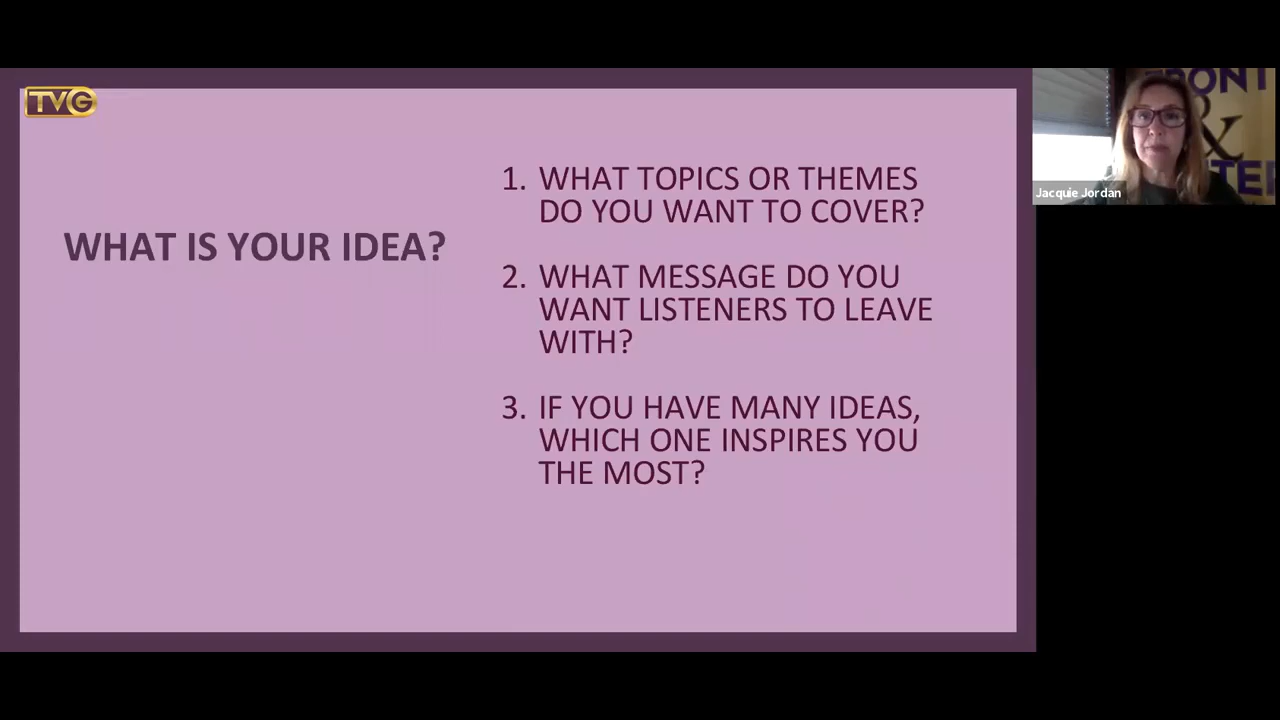 TVG
WHAT IS YOUR IDEA?
1. WHAT TOPICS OR THEMES
DO YOU WANT TO COVER?
2. WHAT MESSAGE DO YOU
WANT LISTENERS TO LEAVE
WITH?
3. IF YOU HAVE MANY IDEAS,
WHICH ONE INSPIRES YOU
THE MOST?
&
Jacquie Jordan